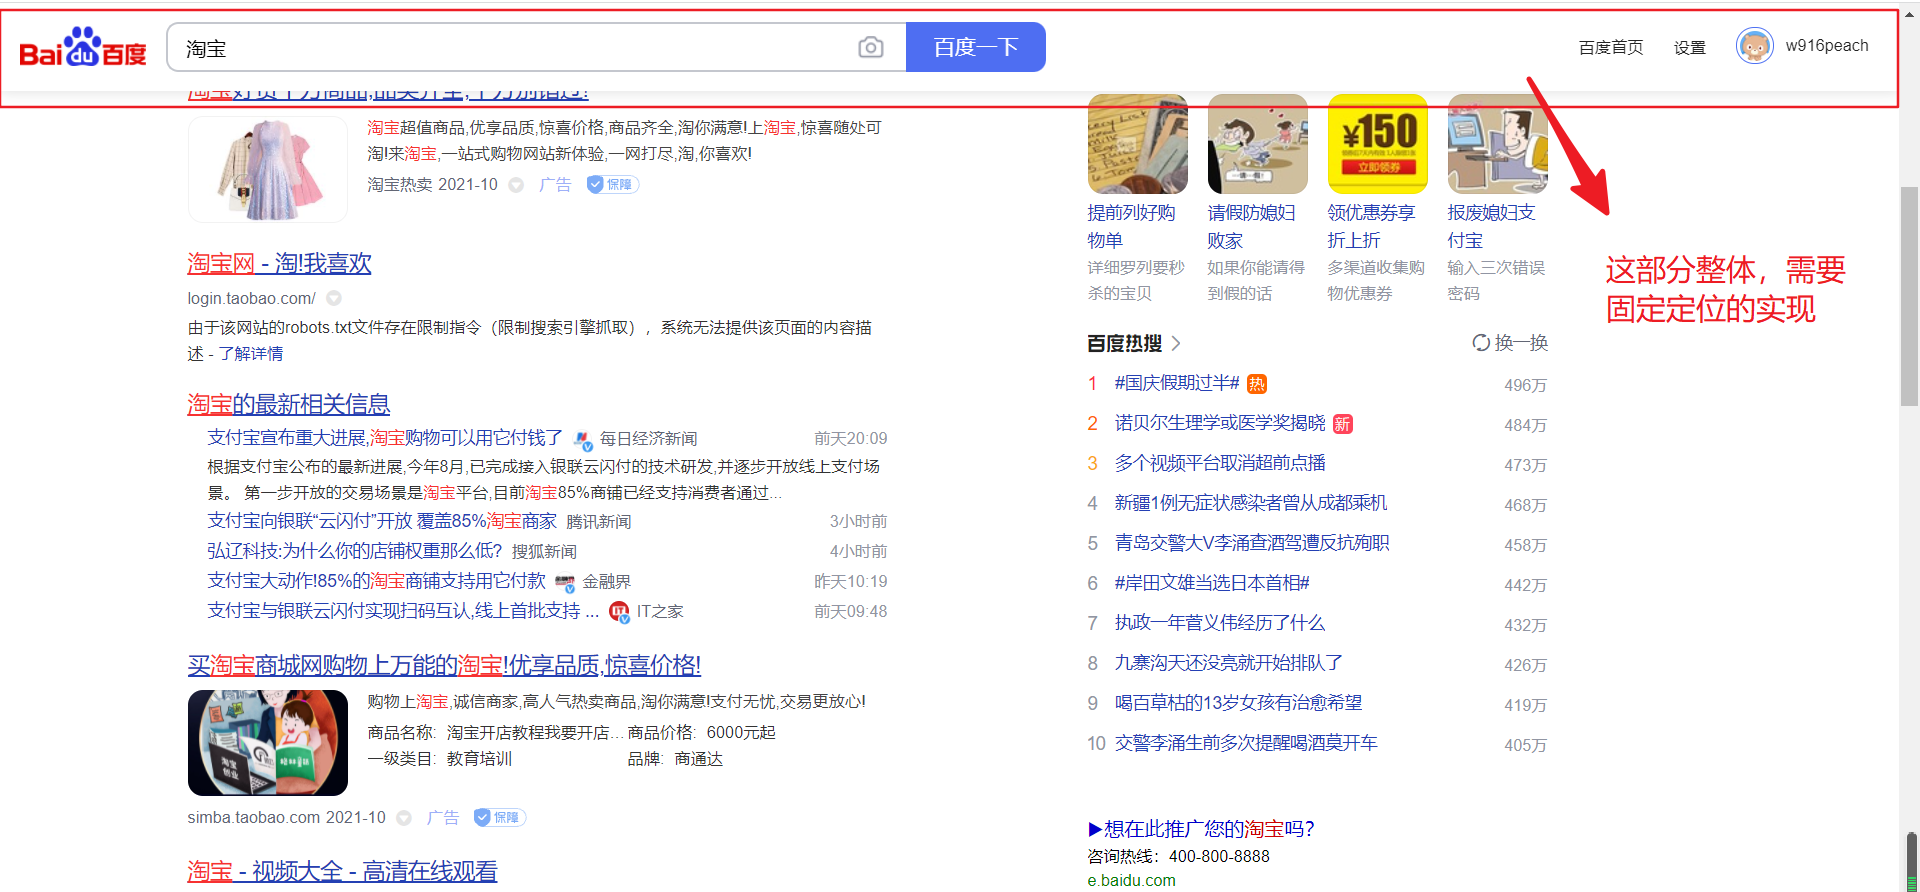 Bai du 百度
淘宝
百度一下
百度首页
设置
w916peach
淘宝好货千万商品,品类齐全,千万别错过!
淘宝超值商品,优享品质,惊喜价格,商品齐全,淘你满意!上淘宝,惊喜随处可
淘!来淘宝,一站式购物网站新体验,一网打尽,淘,你喜欢!
淘宝热卖 2021-10 广告 保障
淘宝网 - 淘!我喜欢
login.taobao.com/
由于该网站的robots.txt文件存在限制指令（限制搜索引擎抓取），系统无法提供该页面的内容描
述 - 了解详情
淘宝的最新相关信息
支付宝宣布重大进展,淘宝购物可以用它付钱了 每日经济新闻 前天20:09
根据支付宝公布的最新进展,今年8月,已完成接入银联云闪付的技术研发,并逐步开放线上支付场
景。 第一步开放的交易场景是淘宝平台,目前淘宝85%商铺已经支持消费者通过...
支付宝向银联“云闪付”开放 覆盖85%淘宝商家 腾讯新闻 3小时前
弘辽科技:为什么你的店铺权重那么低? 搜狐新闻 4小时前
支付宝大动作!85%的淘宝商铺支持用它付款 金融界 昨天10:19
支付宝与银联云闪付实现扫码互认,线上首批支持 ... IT之家 前天09:48
买淘宝商城网购物上万能的淘宝!优享品质,惊喜价格!
淘宝
创业
购物上淘宝,诚信商家,高人气热卖商品,淘你满意!支付无忧,交易更放心!
商品名称: 淘宝开店教程我要开店... 商品价格: 6000元起
一级类目: 教育培训 品牌: 商通达
simba.taobao.com 2021-10 广告 保障
淘宝 - 视频大全 - 高清在线观看
¥150
立即领券
提前列好购
物单
详细罗列要秒
杀的宝贝
请假防媳妇
败家
如果你能请得
到假的话
领优惠券享
折上折
多渠道收集购
物优惠券
报废媳妇支
付宝
输入三次错误
密码
百度热搜 >
换一换
1 #国庆假期过半# 热 496万
2 诺贝尔生理学或医学奖揭晓 新 484万
3 多个视频平台取消超前点播 473万
4 新疆1例无症状感染者曾从成都乘机 468万
5 青岛交警大V李涌查酒驾遭反抗殉职 458万
6 #岸田文雄当选日本首相# 442万
7 执政一年菅义伟经历了什么 432万
8 九寨沟天还没亮就开始排队了 426万
9 喝百草枯的13岁女孩有治愈希望 419万
10 交警李涌生前多次提醒喝酒莫开车 405万
▶想在此推广您的淘宝吗?
咨询热线：400-800-8888
e.baidu.com
这部分整体，需要
固定定位的实现